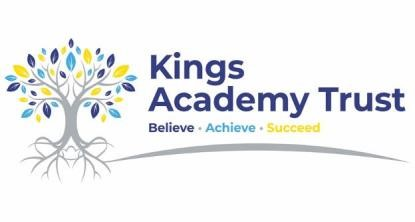 Kings
Academy Trust
Believe • Achieve • Succeed